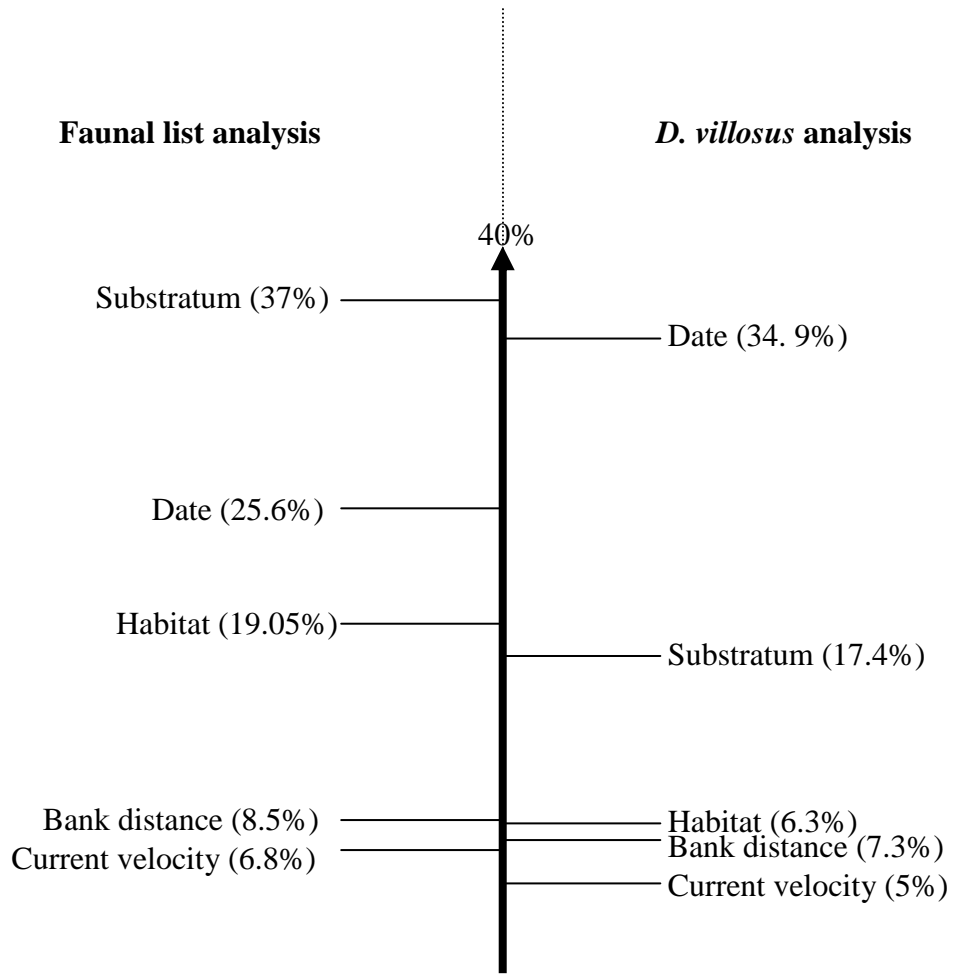 Faunal list analysis
D. villosus analysis
40%
Substratum (37%)
Date (34. 9%)
Date (25.6%)
Habitat (19.05%)
Substratum (17.4%)
Bank distance (8.5%)
Habitat (6.3%)
Bank distance (7.3%)
Current velocity (6.8%)
Current velocity (5%)